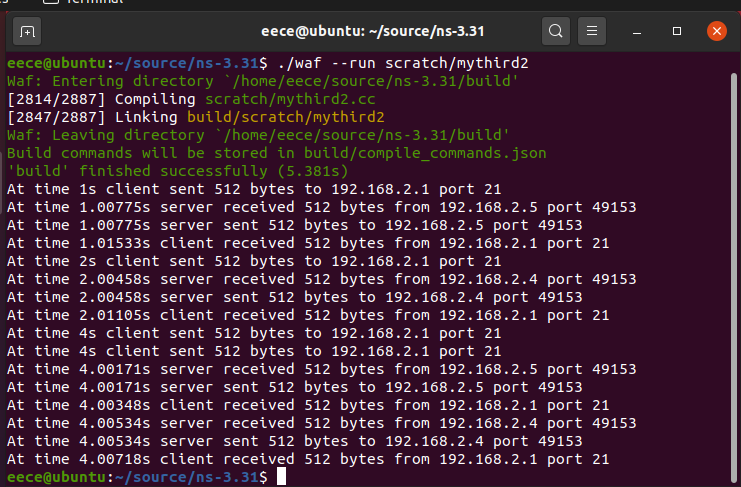 Terminal
eece@ubuntu: ~/source/ns-3.31
eece@ubuntu:~/source/ns-3.31$ ./waf --run scratch/mythird2
Waf: Entering directory `/home/eece/source/ns-3.31/build'
[2814/2887] Compiling scratch/mythird2.cc
[2847/2887] Linking build/scratch/mythird2
Waf: Leaving directory `/home/eece/source/ns-3.31/build'
Build commands will be stored in build/compile_commands.json
'build' finished successfully (5.381s)
At time 1s client sent 512 bytes to 192.168.2.1 port 21
At time 1.00775s server received 512 bytes from 192.168.2.5 port 49153
At time 1.00775s server sent 512 bytes to 192.168.2.5 port 49153
At time 1.01533s client received 512 bytes from 192.168.2.1 port 21
At time 2s client sent 512 bytes to 192.168.2.1 port 21
At time 2.00458s server received 512 bytes from 192.168.2.4 port 49153
At time 2.00458s server sent 512 bytes to 192.168.2.4 port 49153
At time 2.01105s client received 512 bytes from 192.168.2.1 port 21
At time 4s client sent 512 bytes to 192.168.2.1 port 21
At time 4s client sent 512 bytes to 192.168.2.1 port 21
At time 4.00171s server received 512 bytes from 192.168.2.5 port 49153
At time 4.00171s server sent 512 bytes to 192.168.2.5 port 49153
At time 4.00348s client received 512 bytes from 192.168.2.1 port 21
At time 4.00534s server received 512 bytes from 192.168.2.4 port 49153
At time 4.00534s server sent 512 bytes to 192.168.2.4 port 49153
At time 4.00718s client received 512 bytes from 192.168.2.1 port 21
eece@ubuntu:~/source/ns-3.31$